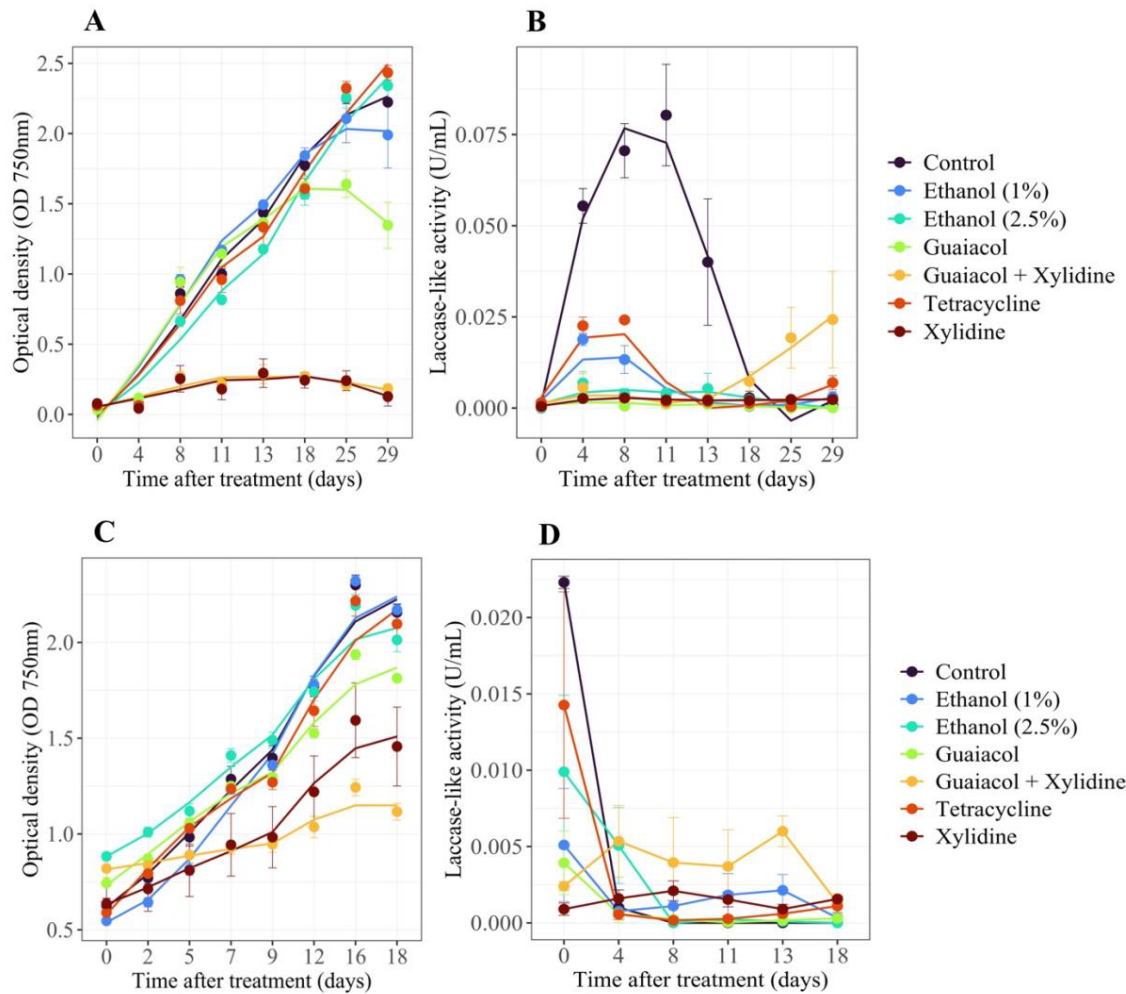 A
B
Optical density (OD 750nm)
2.5
2.0
1.5
1.0
0.5
0.0
0 4 8 11 13 18 25 29
Time after treatment (days)
Laccase-like activity (U/mL)
0.075
0.050
0.025
0.000
0 4 8 11 13 18 25 29
Time after treatment (days)
Control
Ethanol (1%)
Ethanol (2.5%)
Guaiacol
Guaiacol + Xylidine
Tetracycline
Xylidine
C
D
Optical density (OD 750nm)
2.0
1.5
1.0
0.5
0 2 5 7 9 12 16 18
Time after treatment (days)
Laccase-like activity (U/mL)
0.020
0.015
0.010
0.005
0.000
0 4 8 11 13 18
Time after treatment (days)
Control
Ethanol (1%)
Ethanol (2.5%)
Guaiacol
Guaiacol + Xylidine
Tetracycline
Xylidine